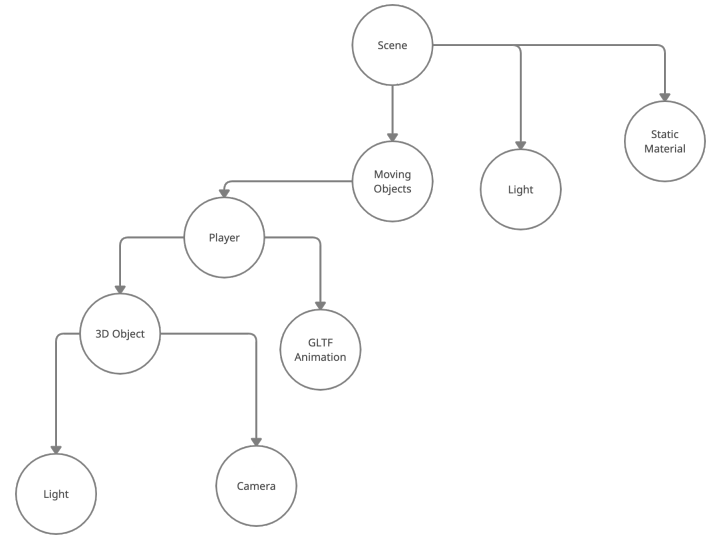 Scene
Static
Material
Moving
Objects
Light
Player
3D Object
GLTF
Animation
Light
Camera